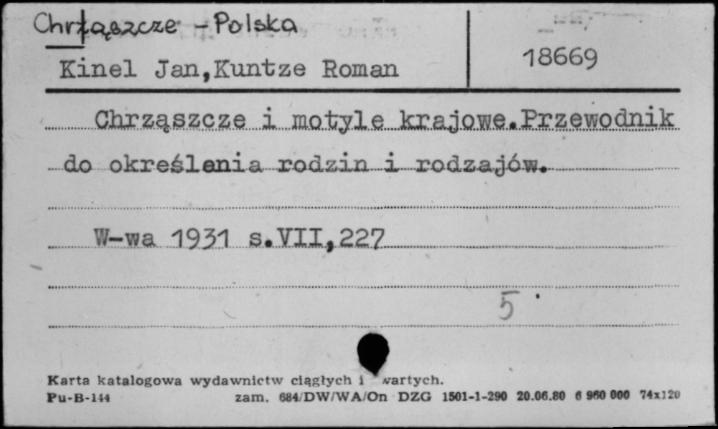 Chrząszcze - Polska
Kinel Jan,Kuntze Roman
18669
Chrząszcze i motyle krajowe.Przewodnik
do określenia rodzin i rodzajów.
W-wa 1931 s.VII,227
5
Karta katalogowa wydawnictw ciągłych i wartych.
Pu-B-144 zam. 684/DW/WA/On DZG 1501-1-290 20.06.80 6 960 000 74x120